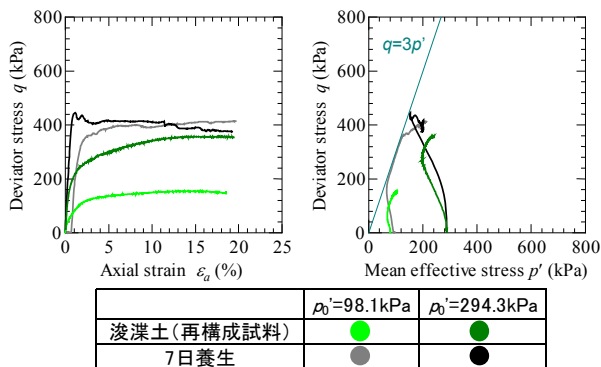 800
600
400
200
0
Deviator stress q (kPa)
0 5 10 15 20 25
Axial strain εa (%)
q=3p'
800
600
400
200
0
Deviator stress q (kPa)
0 200 400 600 800
Mean effective stress p' (kPa)
p0'=98.1kPa p0'=294.3kPa
浚渫土(再構成試料)
7日養生